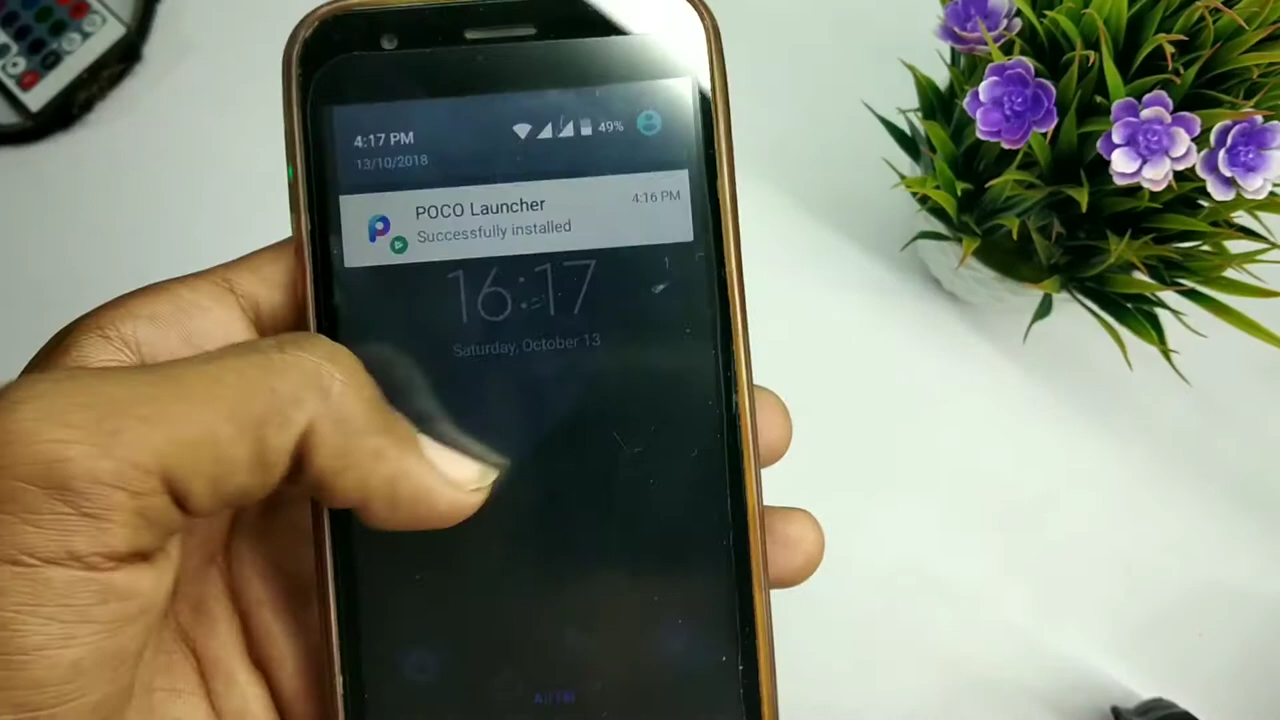 4:17 PM
49%
13/10/2018
POCO Launcher
4:16 PM
Successfully installed
16:17
Saturday, October 13